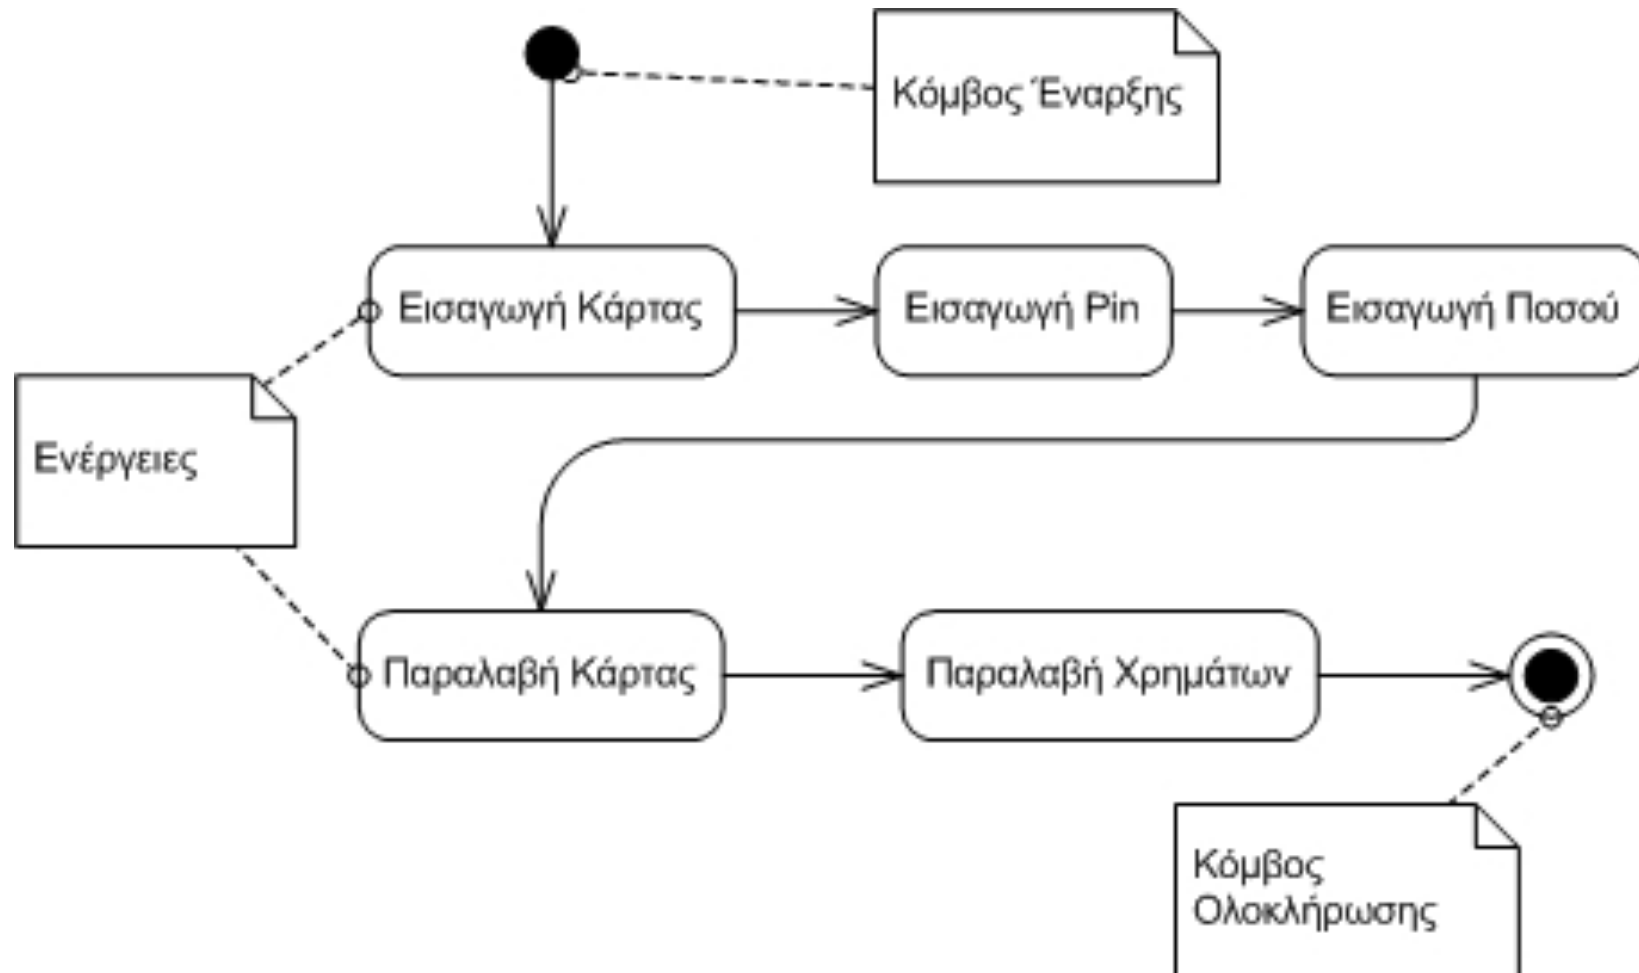 Κόμβος Έναρξης
Εισαγωγή Κάρτας
Εισαγωγή Pin
Εισαγωγή Ποσού
Ενέργειες
Παραλαβή Κάρτας
Παραλαβή Χρημάτων
Κόμβος
Ολοκλήρωσης